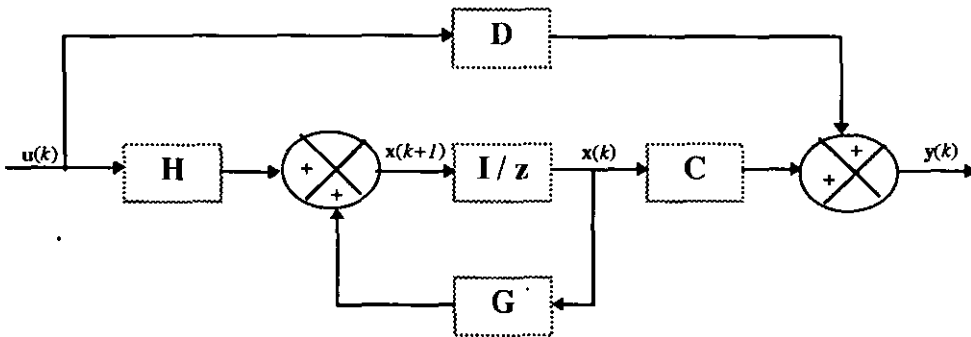 D
u(k)
H
+
+
x(k+1)
I / z
x(k)
C
+
+
y(k)
G